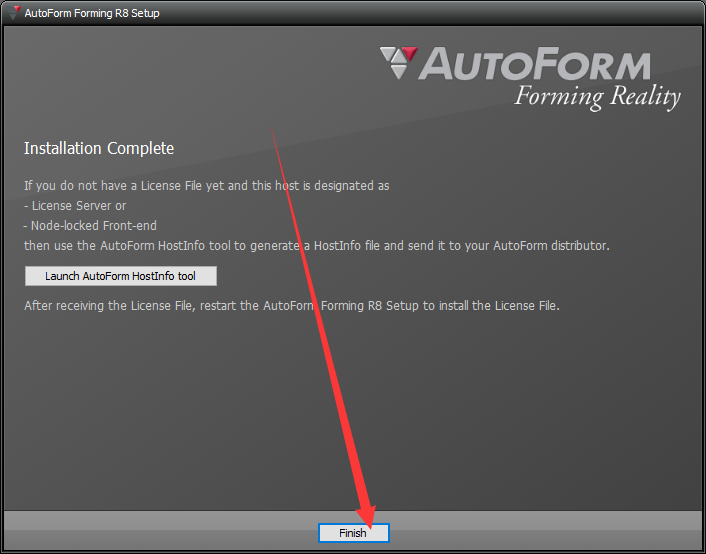 AutoForm Forming R8 Setup
AUTOFORM
Forming Reality
Installation Complete
If you do not have a License File yet and this host is designated as
- License Server or
- Node-locked Front-end
then use the AutoForm HostInfo tool to generate a HostInfo file and send it to your AutoForm distributor.
Launch AutoForm HostInfo tool
After receiving the License File, restart the AutoForm Forming R8 Setup to install the License File.
Finish